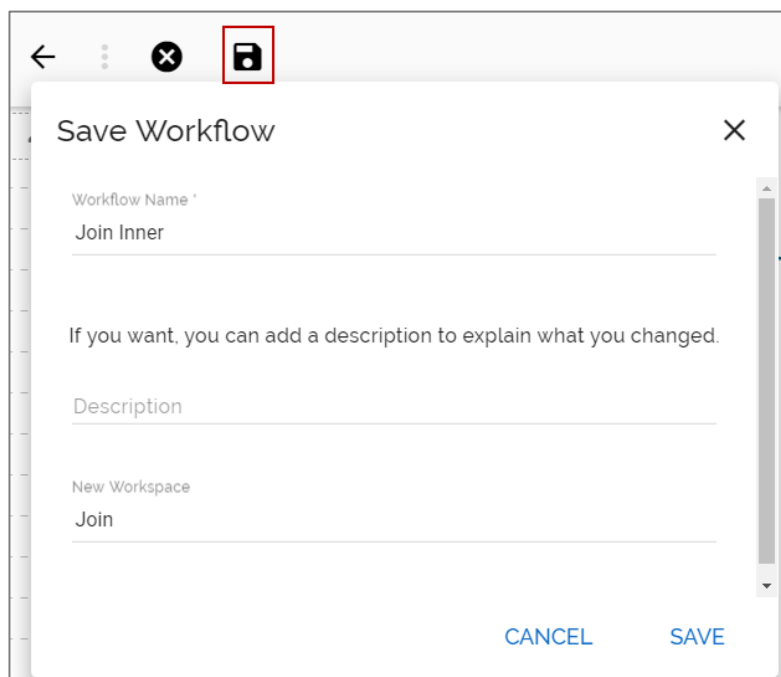 Save Workflow
Workflow Name *
Join Inner
If you want, you can add a description to explain what you changed.
Description
New Workspace
Join
CANCEL SAVE